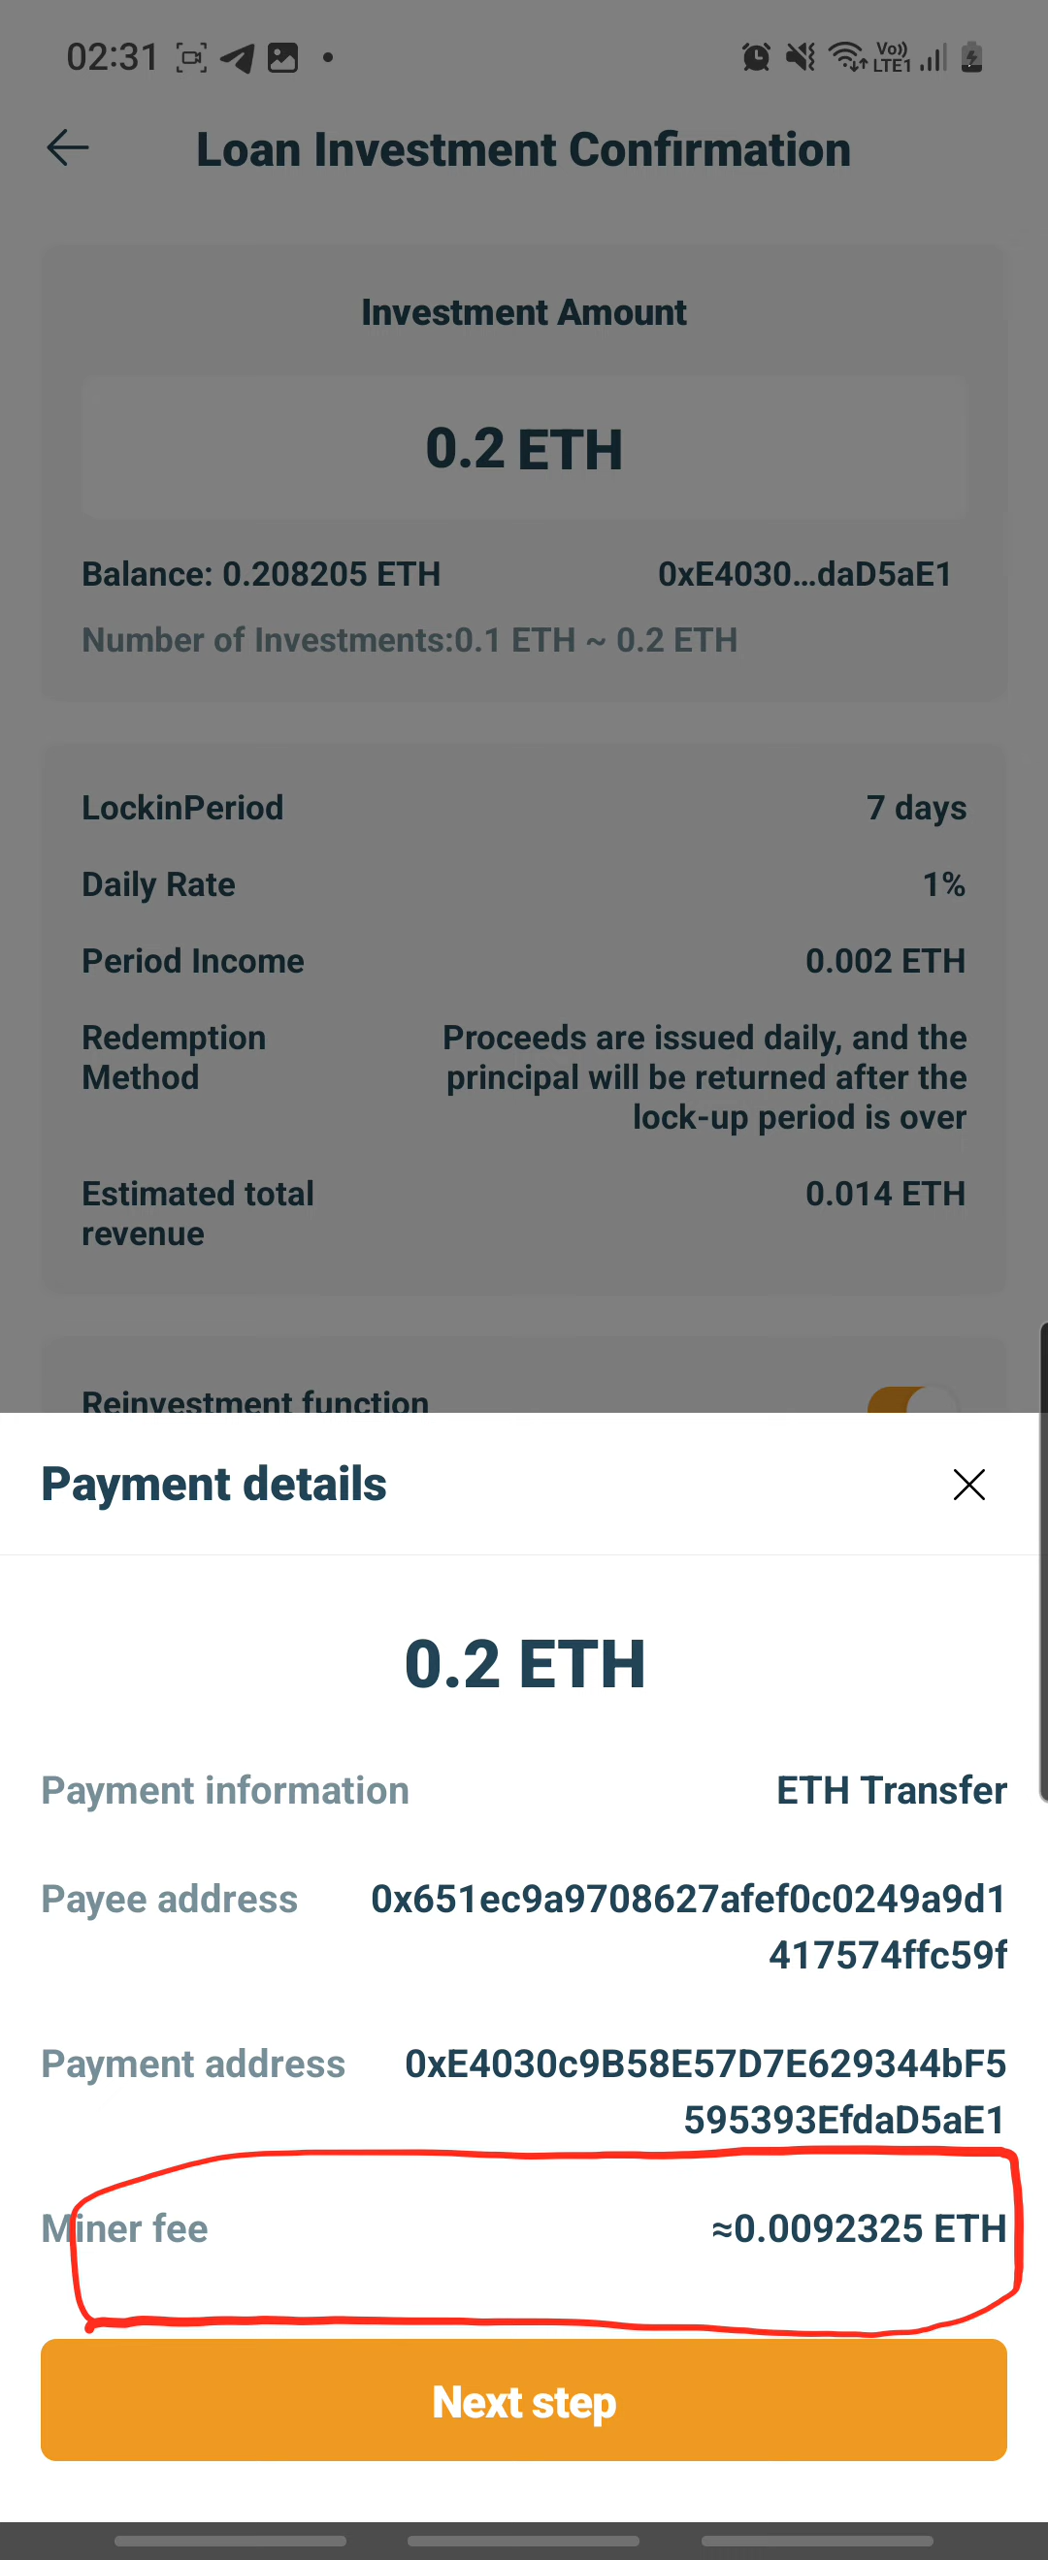 02:31
Vo))
LTE1
Loan Investment Confirmation
Investment Amount
0.2 ETH
Balance: 0.208205 ETH 0xE4030...daD5aE1
Number of Investments:0.1 ETH ~ 0.2 ETH
LockinPeriod 7 days
Daily Rate 1%
Period Income 0.002 ETH
Redemption Proceeds are issued daily, and the
Method principal will be returned after the
lock-up period is over
Estimated total 0.014 ETH
revenue
Reinvestment function
Payment details
0.2 ETH
Payment information ETH Transfer
Payee address 0x651ec9a9708627afef0c0249a9d1
417574ffc59f
Payment address 0xE4030c9B58E57D7E629344bF5
595393EfdaD5aE1
Miner fee ≈0.0092325 ETH
Next step